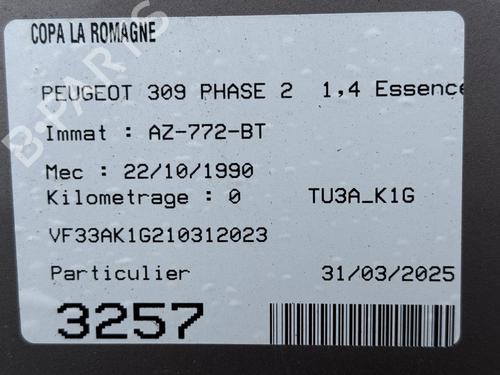 COPA LA ROMAGNE
PEUGEOT 309 PHASE 2 1,4 Essence
Immat : AZ-772-BT
Mec : 22/10/1990
Kilometrage : 0 TU3A_K1G
VF33AK1G210312023
Particulier 31/03/2025
3257
B-PARTS